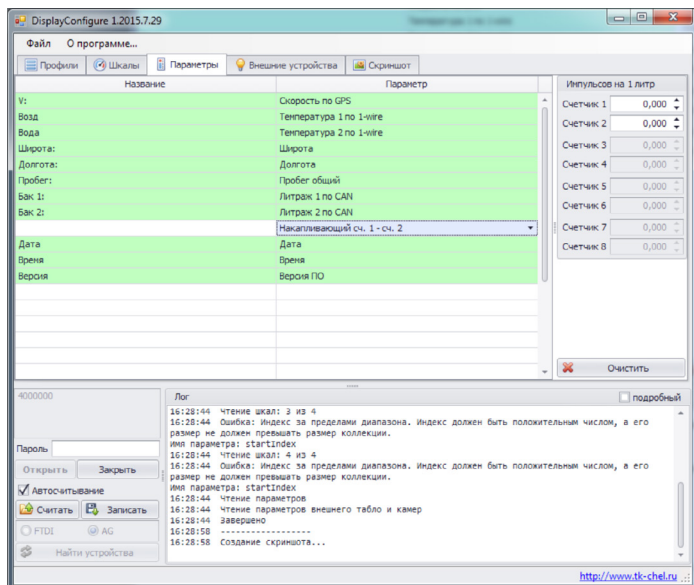 DisplayConfigure 1.2015.7.29
Файл О программе...
Профили Шкалы Параметры Внешние устройства Скриншот
Название Параметр
V: Скорость по GPS
Возд Температура 1 по 1-wire
Вода Температура 2 по 1-wire
Широта: Широта
Долгота: Долгота
Пробег: Пробег общий
Бак 1: Литраж 1 по CAN
Бак 2: Литраж 2 по CAN
Накапливающий сч. 1 - сч. 2
Дата Дата
Время Время
Версия Версия ПО
Импульсов на 1 литр
Счетчик 1 0,000
Счетчик 2 0,000
Счетчик 3 0,000
Счетчик 4 0,000
Счетчик 5 0,000
Счетчик 6 0,000
Счетчик 7 0,000
Счетчик 8 0,000
Очистить
4000000
Пароль
Открыть Закрыть
Автосчитывание
Считать Записать
FTDI AG
Найти устройства
Лог подробный
16:28:44 Чтение шкал: 3 из 4
16:28:44 Ошибка: Индекс за пределами диапазона. Индекс должен быть положительным числом, а его
размер не должен превышать размер коллекции.
Имя параметра: startIndex
16:28:44 Чтение шкал: 4 из 4
16:28:44 Ошибка: Индекс за пределами диапазона. Индекс должен быть положительным числом, а его
размер не должен превышать размер коллекции.
Имя параметра: startIndex
16:28:44 Чтение параметров
16:28:44 Чтение параметров внешнего табло и камер
16:28:44 Завершено
16:28:58 ------------------
16:28:58 Создание скриншота...
http://www.tk-chel.ru